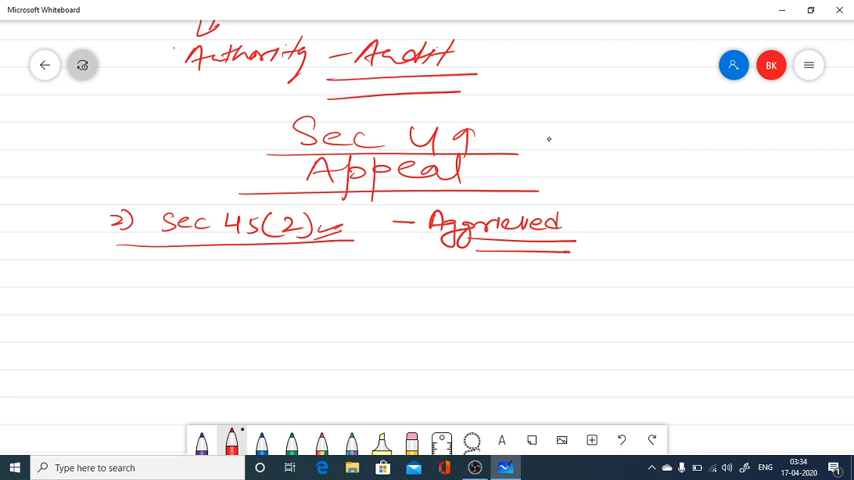 Microsoft Whiteboard
Authority - Audit
BK
Sec 49
Appeal
2) Sec 45(2) - Aggrieved
A
Type here to search
ENG
03:34
17-04-2020
1